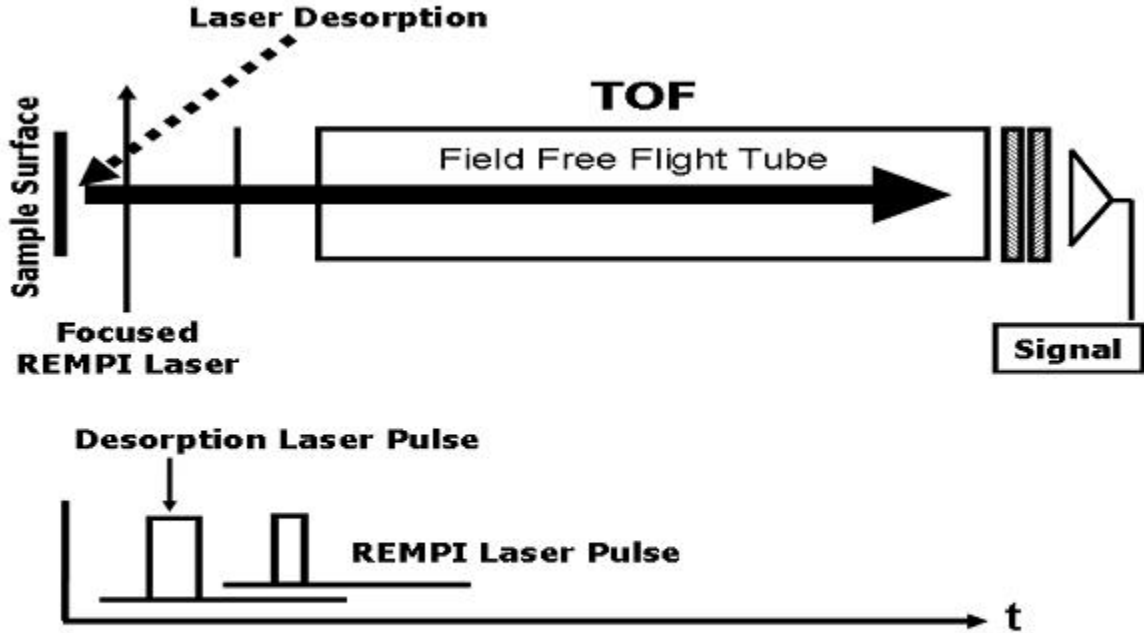 Laser Desorption
TOF
Sample Surface
Field Free Flight Tube
Focused
REMPI Laser
Signal
Desorption Laser Pulse
REMPI Laser Pulse
t